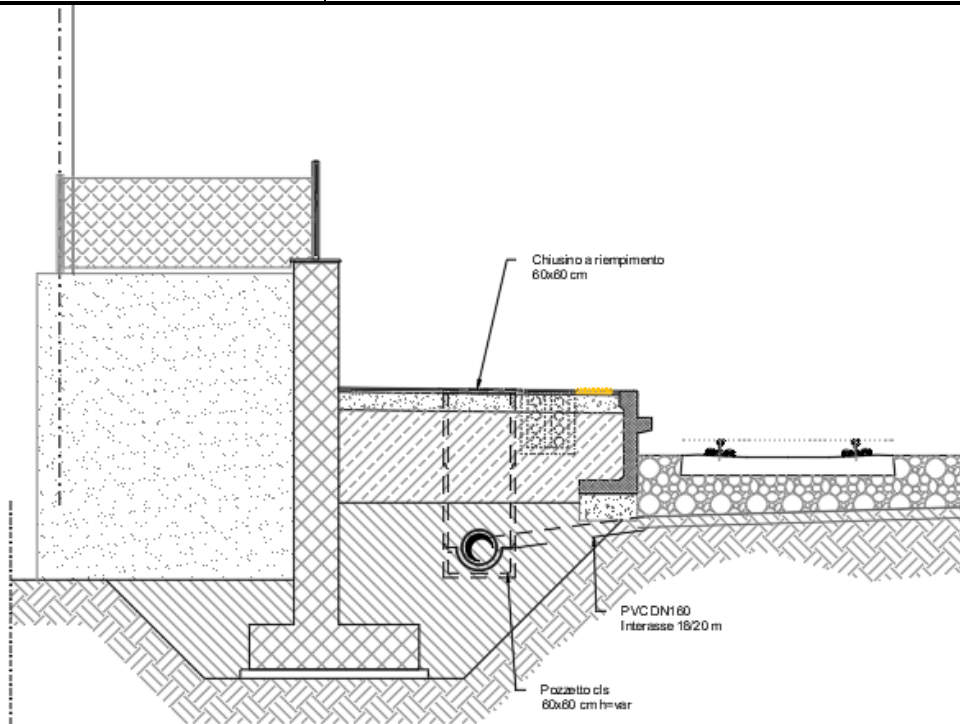 Chiusino a riempimento
60x60 cm
PVC DN160
Interasse 18/20 m
Pozzetto cls
60x60 cm h=var